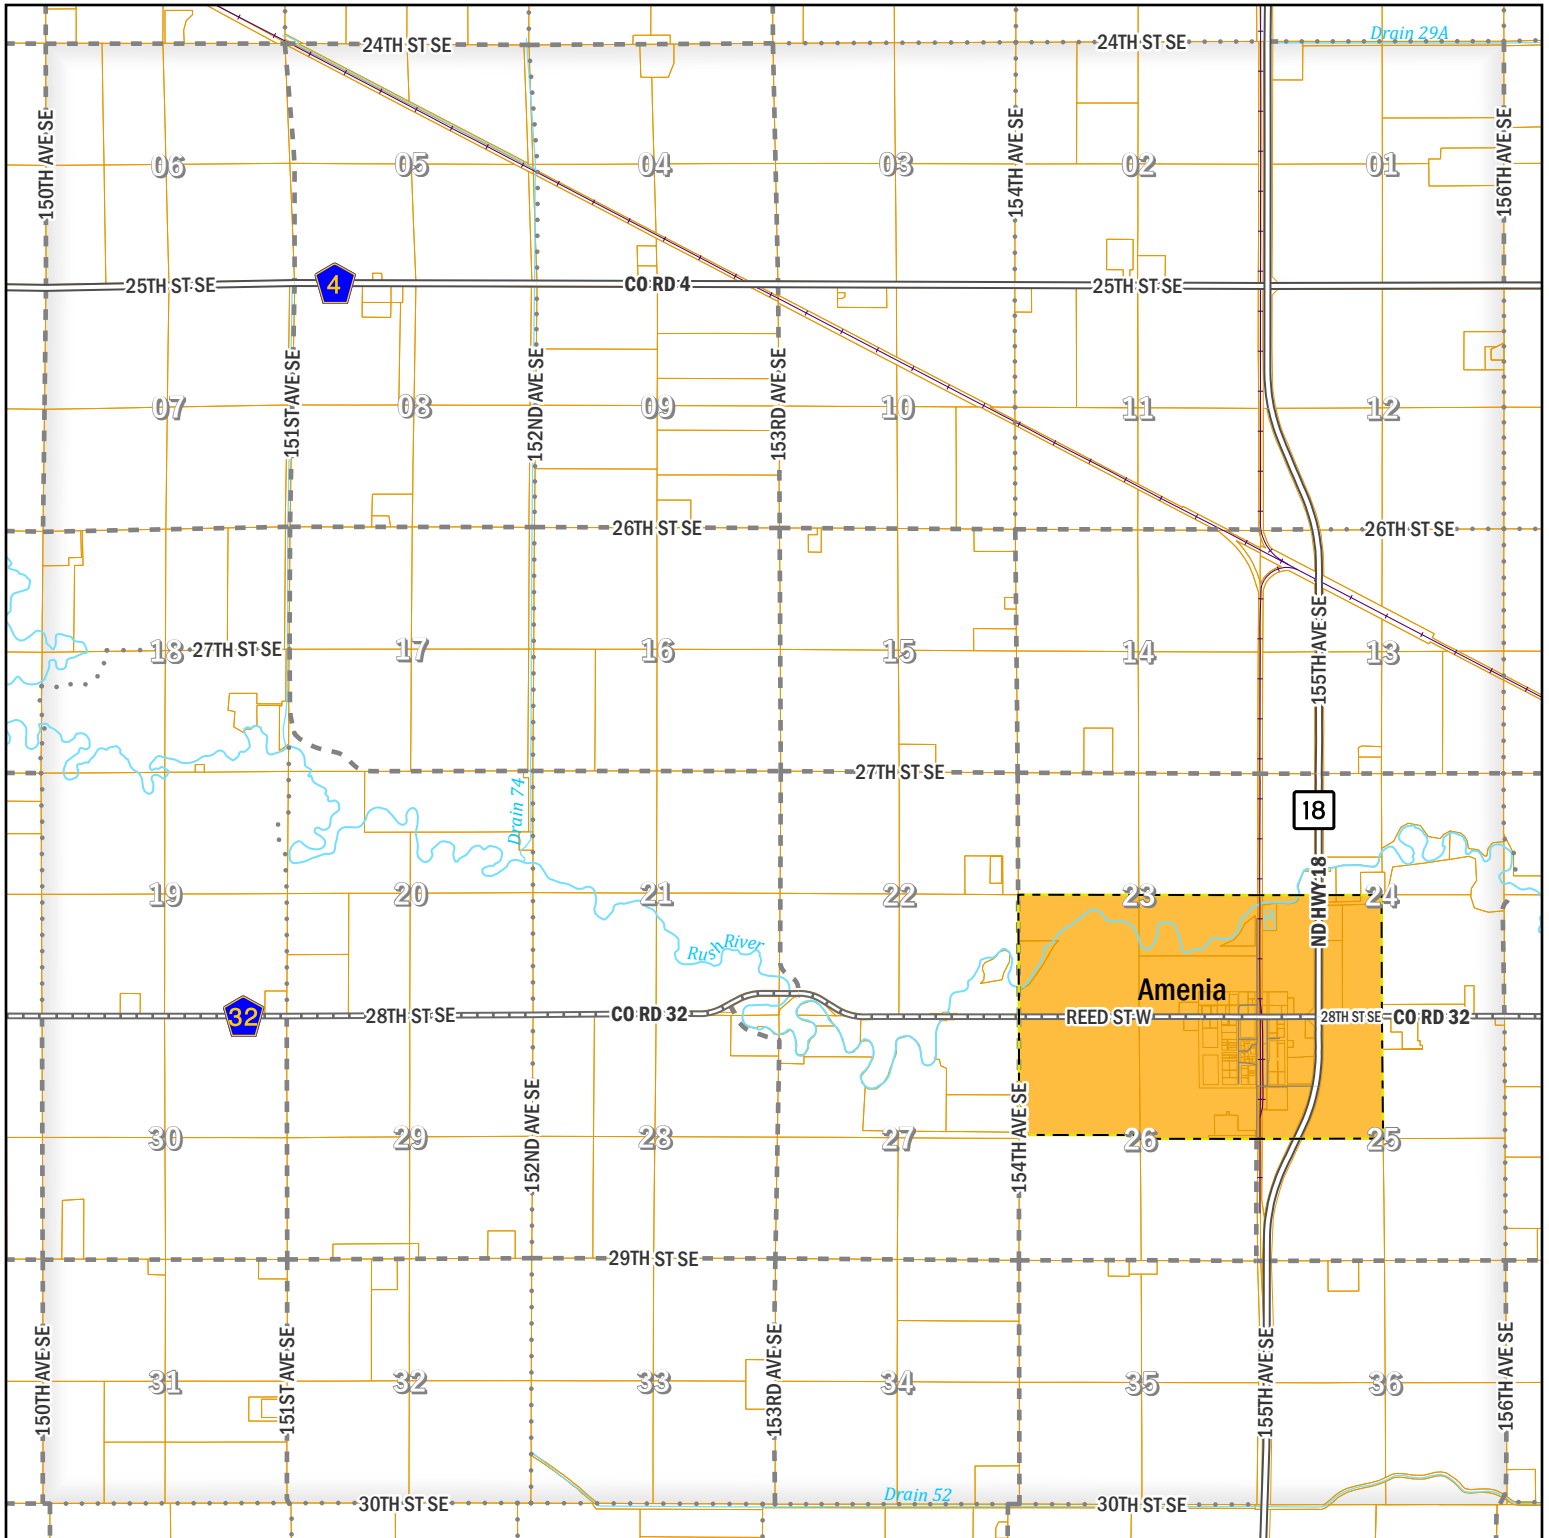 24TH ST SE
24TH ST SE
Drain 29A
150TH AVE SE
154TH AVE SE
156TH AVE SE
06
05
04
03
02
01
25TH ST SE
4
CO RD 4
25TH ST SE
151ST AVE SE
152ND AVE SE
153RD AVE SE
07
08
09
10
11
12
26TH ST SE
26TH ST SE
155TH AVE SE
18
27TH ST SE
17
16
15
14
13
27TH ST SE
Drain 74
18
ND HWY 18
19
20
21
22
23
24
Rush River
Amenia
32
28TH ST SE
CO RD 32
REED ST W
28TH ST SE
CO RD 32
152ND AVE SE
154TH AVE SE
30
29
28
27
26
25
29TH ST SE
150TH AVE SE
151ST AVE SE
153RD AVE SE
155TH AVE SE
156TH AVE SE
31
32
33
34
35
36
30TH ST SE
Drain 52
30TH ST SE